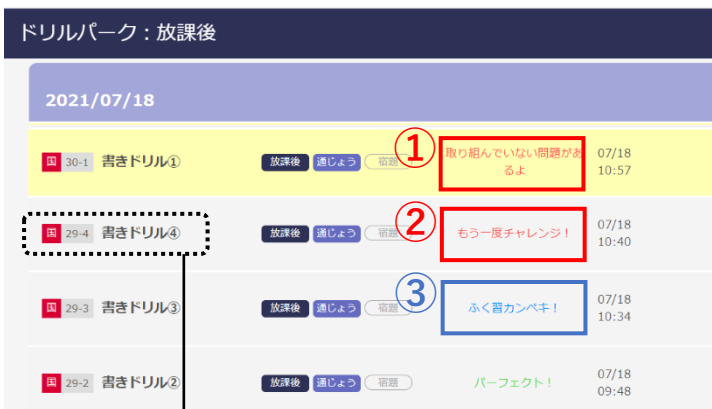 ドリルパーク：放課後
2021/07/18
国 30-1 書きドリル① 放課後 通じょう 宿題 ① 取り組んでいない問題があ
るよ 07/18
10:57
国 29-4 書きドリル④ 放課後 通じょう 宿題 ② もう一度チャレンジ！ 07/18
10:40
国 29-3 書きドリル③ 放課後 通じょう 宿題 ③ ふく習カンペキ！ 07/18
10:34
国 29-2 書きドリル② 放課後 通じょう 宿題 パーフェクト！ 07/18
09:48